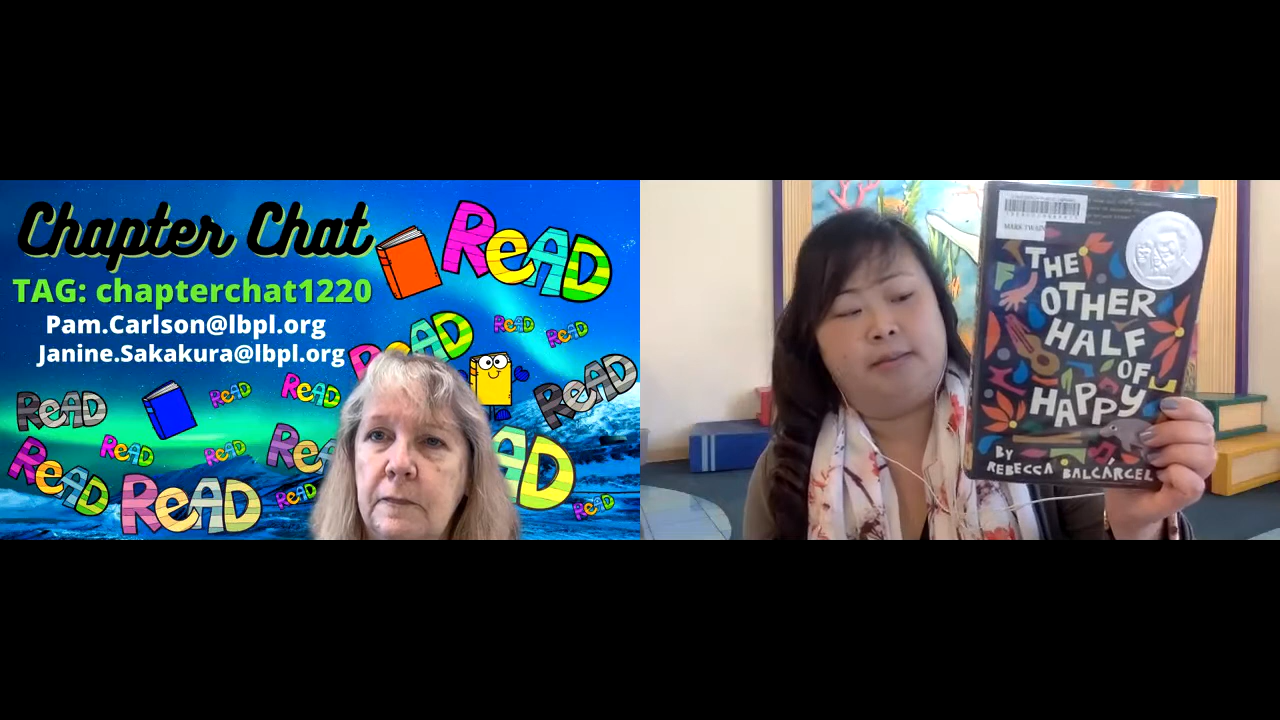 Chapter Chat
TAG: chapterchat1220
Pam.Carlson@lbpl.org
Janine.Sakakura@lbpl.org
READ
READ
READ
READ
READ
READ
READ
READ
READ
READ
READ
READ
READ
READ
MARK TWAIN
THE
OTHER
HALF
OF
HAPPY
BY
REBECCA BALCÁRCEL